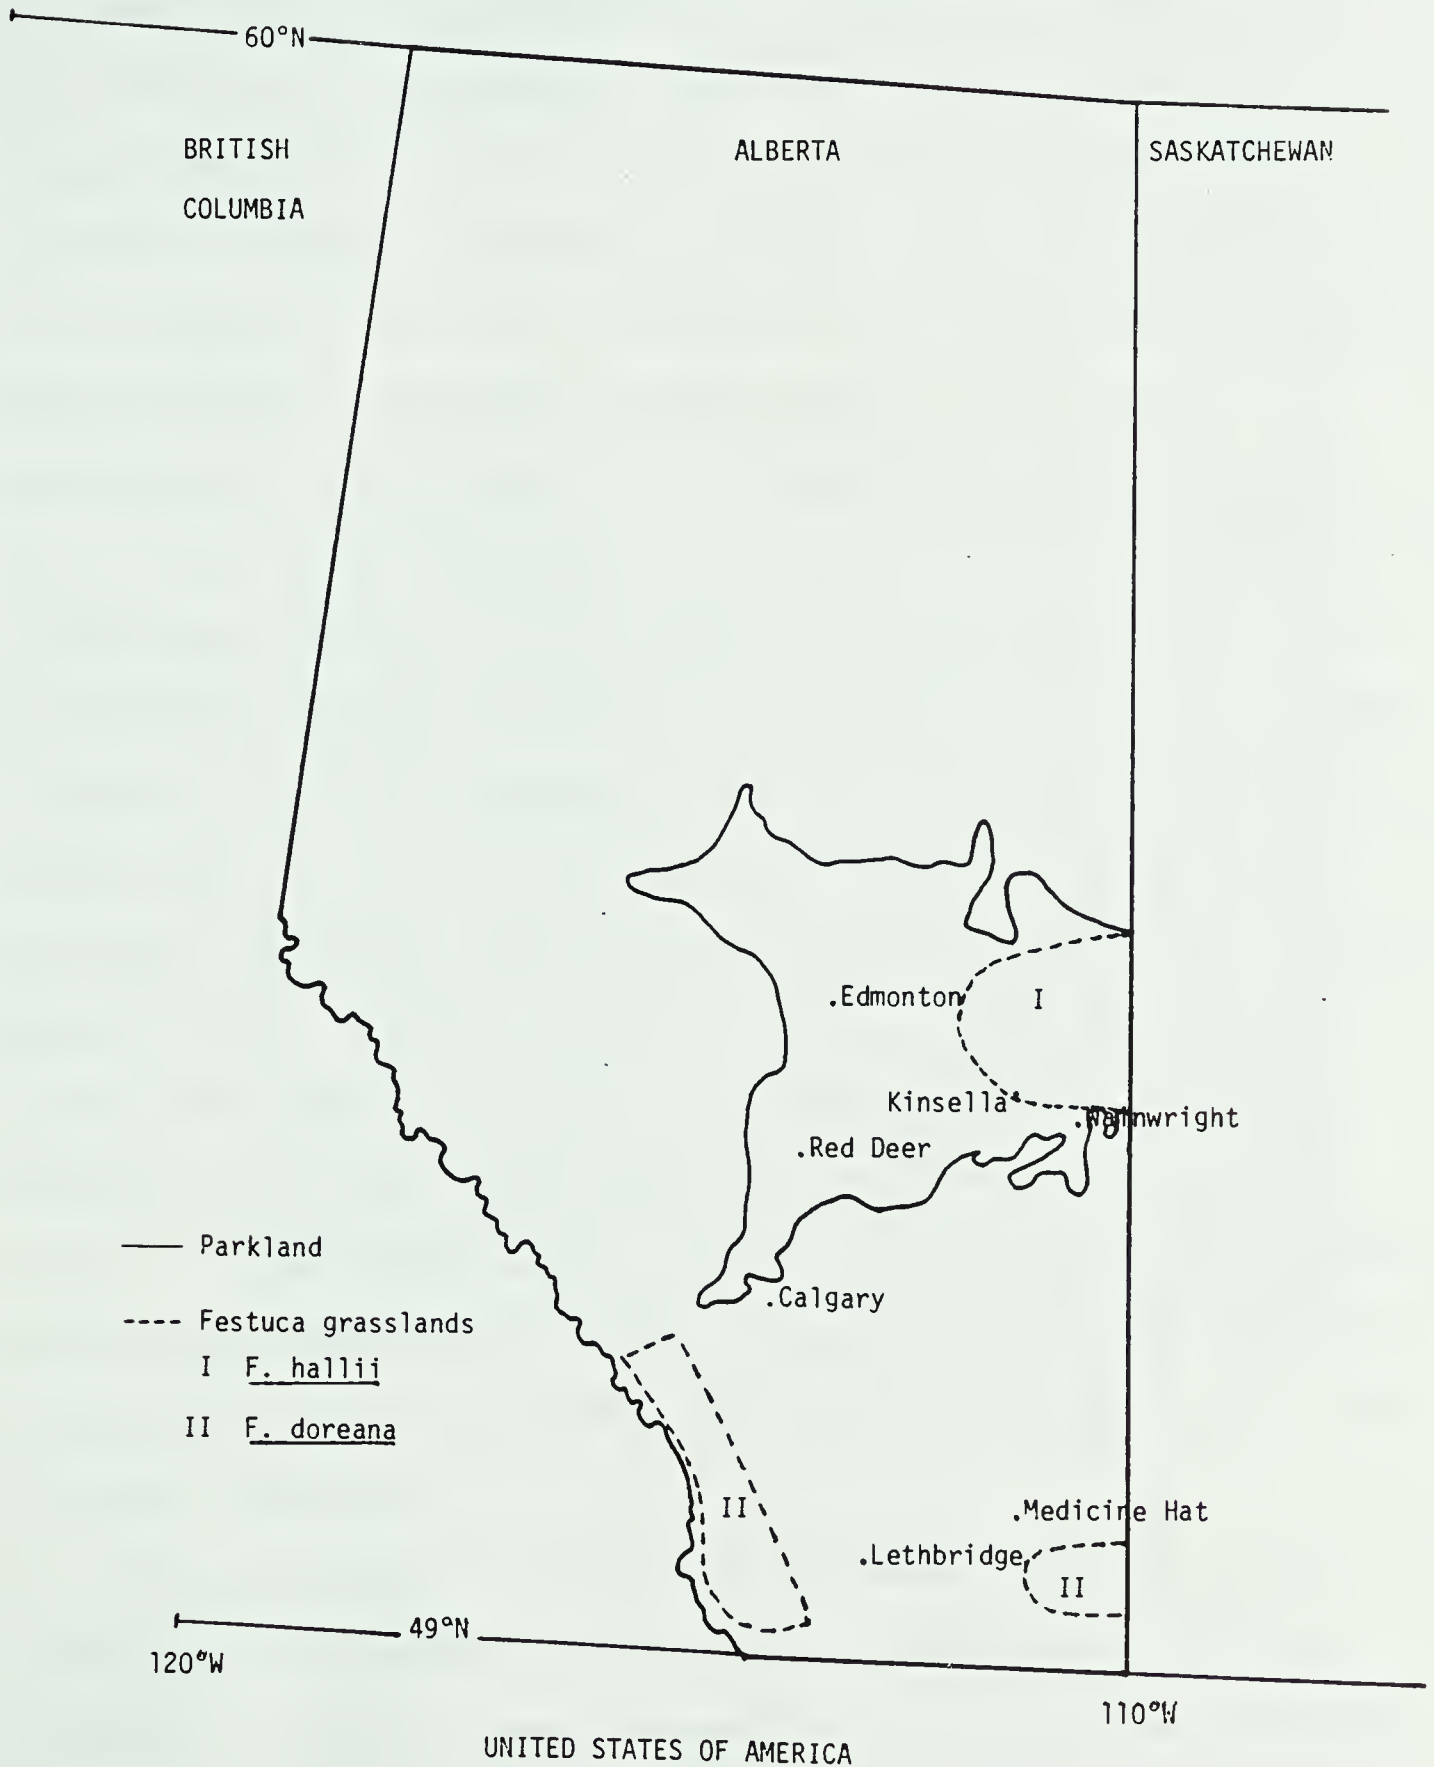 60°N
BRITISH
COLUMBIA
ALBERTA
SASKATCHEWAN
.Edmonton
I
Kinsella
.Wainwright
.Red Deer
Parkland
.Calgary
Festuca grasslands
I F. hallii
II F. doreana
II
.Medicine Hat
.Lethbridge
II
49°N
120°W
110°W
UNITED STATES OF AMERICA